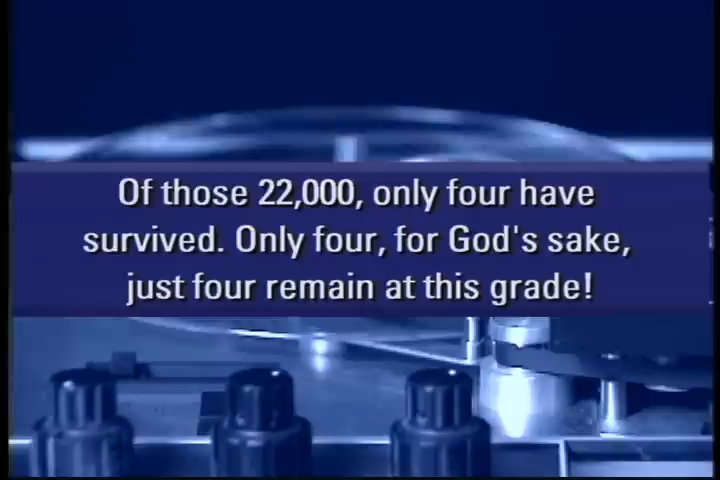 Of those 22,000, only four have
survived. Only four, for God's sake,
just four remain at this grade!